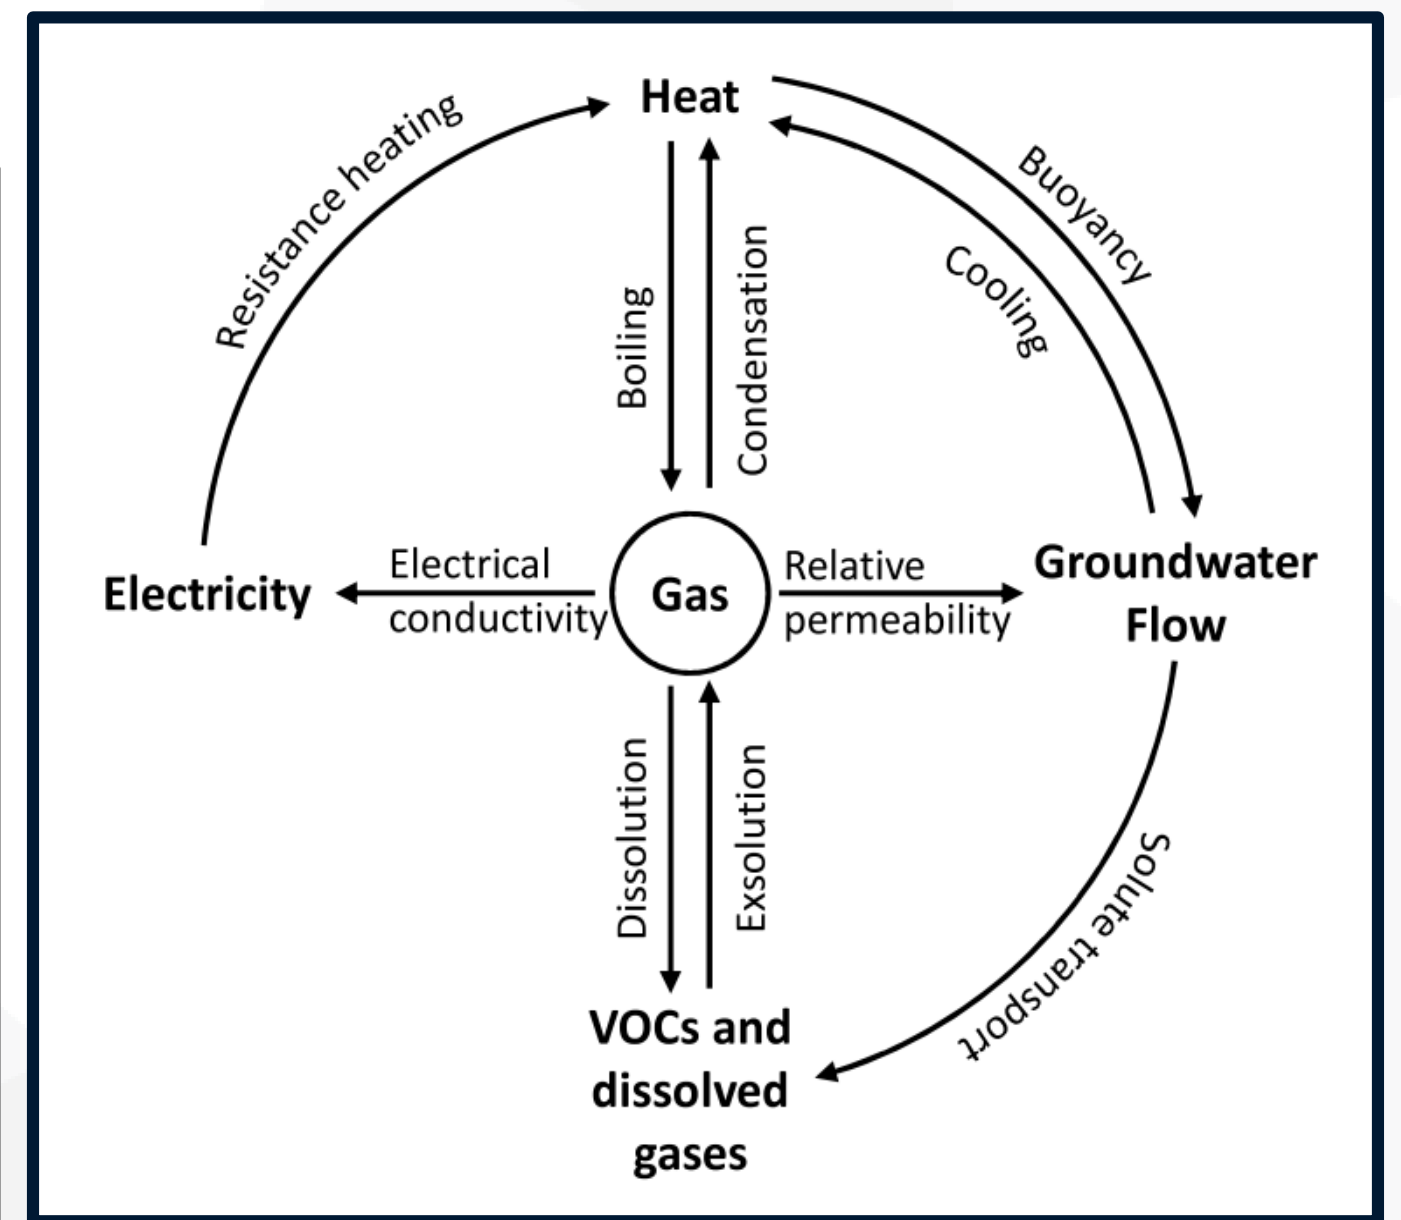 Heat
Resistance heating
Buoyancy
Cooling
Boiling
Condensation
Electricity
Electrical
conductivity
Gas
Relative
permeability
Groundwater
Flow
Dissolution
Exsolution
Solute transport
VOCs and
dissolved
gases